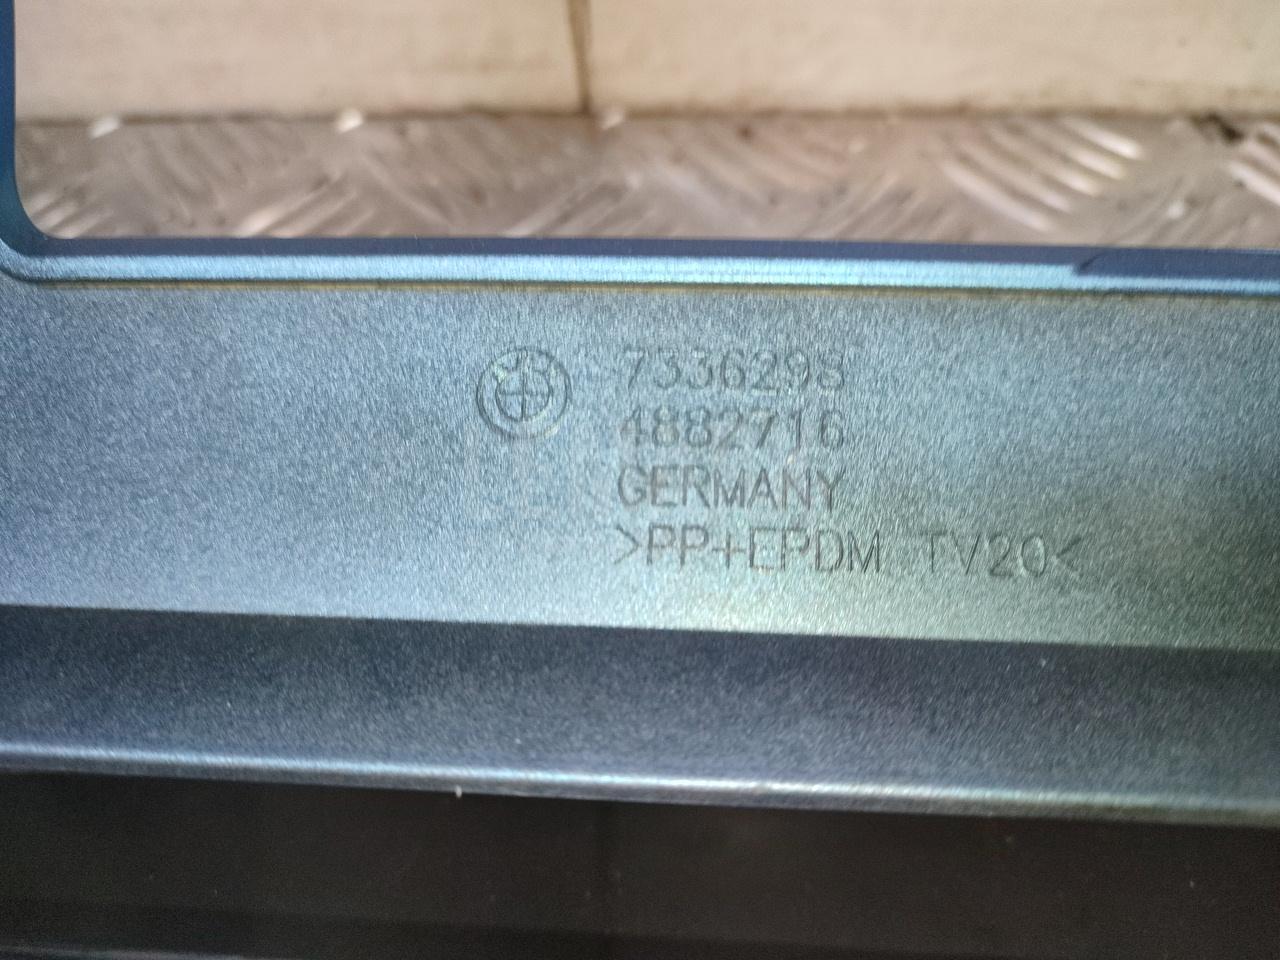 7336298
4882716
GERMANY
>PP+EPDM TV20<